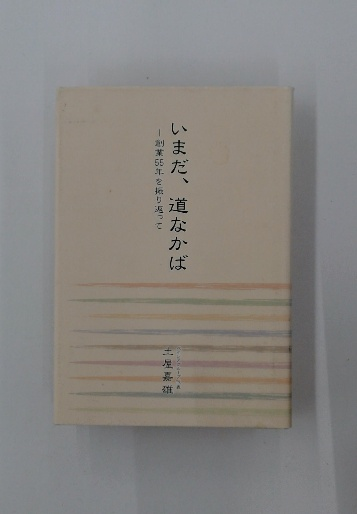 いまだ、道なかば
―創業55年を振り返って
土屋嘉雄